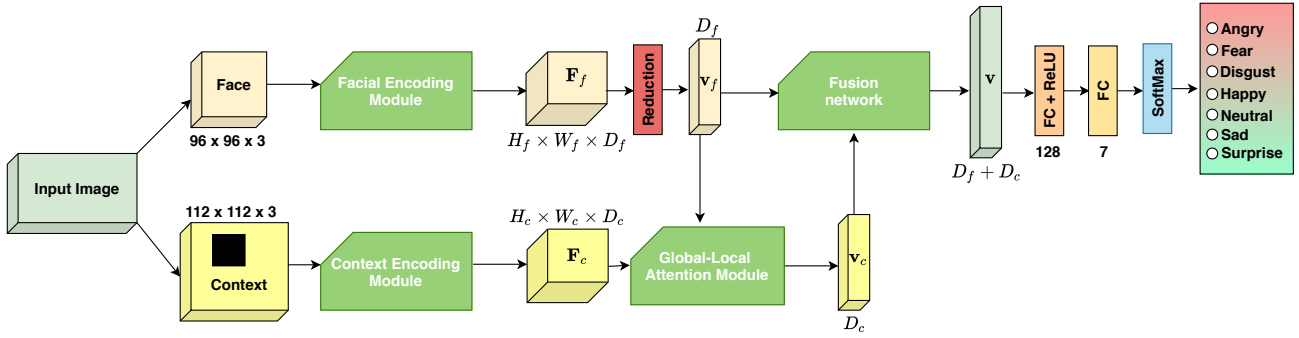 Input Image
Face
96 x 96 x 3
Facial Encoding
Module
F_f
H_f × W_f × D_f
Reduction
D_f
v_f
Fusion
network
v
D_f + D_c
FC + ReLU
128
FC
7
SoftMax
Angry
Fear
Disgust
Happy
Neutral
Sad
Surprise
112 x 112 x 3
Context
Context Encoding
Module
H_c × W_c × D_c
F_c
Global-Local
Attention Module
v_c
D_c